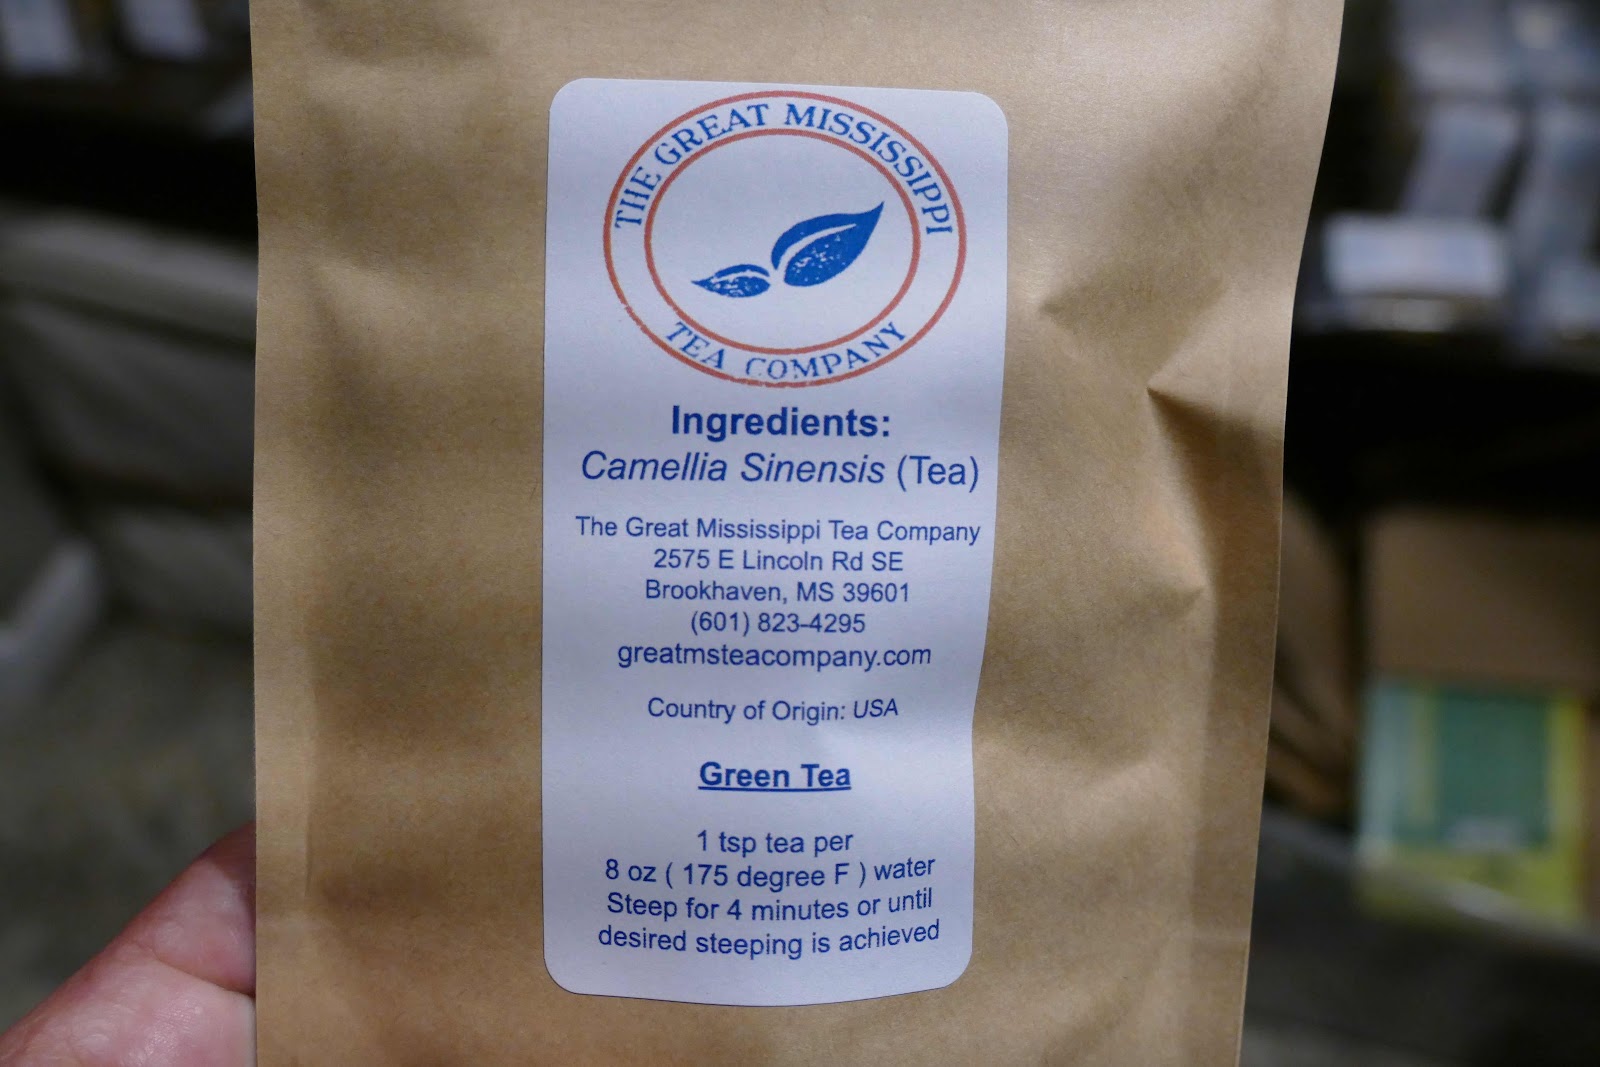 THE GREAT MISSISSIPPI
TEA COMPANY
Ingredients:
Camellia Sinensis (Tea)
The Great Mississippi Tea Company
2575 E Lincoln Rd SE
Brookhaven, MS 39601
(601) 823-4295
greatmsteacompany.com
Country of Origin: USA
Green Tea
1 tsp tea per
8 oz ( 175 degree F ) water
Steep for 4 minutes or until
desired steeping is achieved